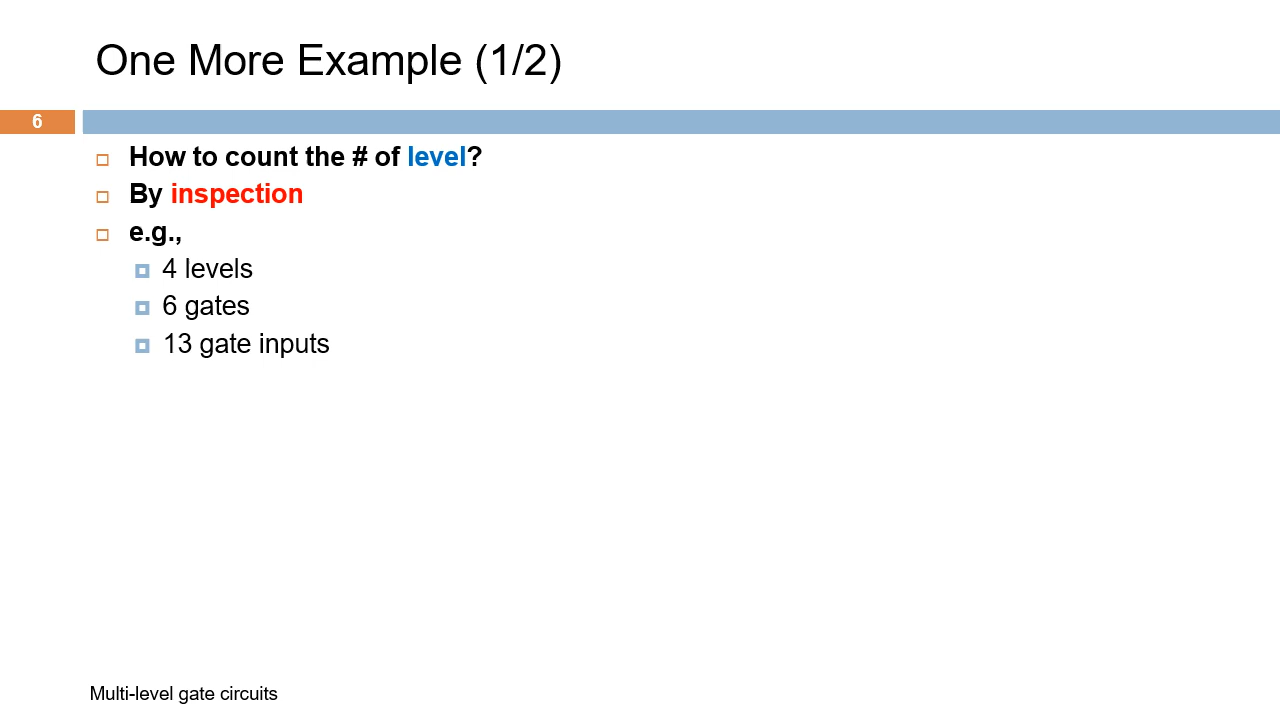 One More Example (1/2)
6
How to count the # of level?
By inspection
e.g.,
4 levels
6 gates
13 gate inputs
Multi-level gate circuits